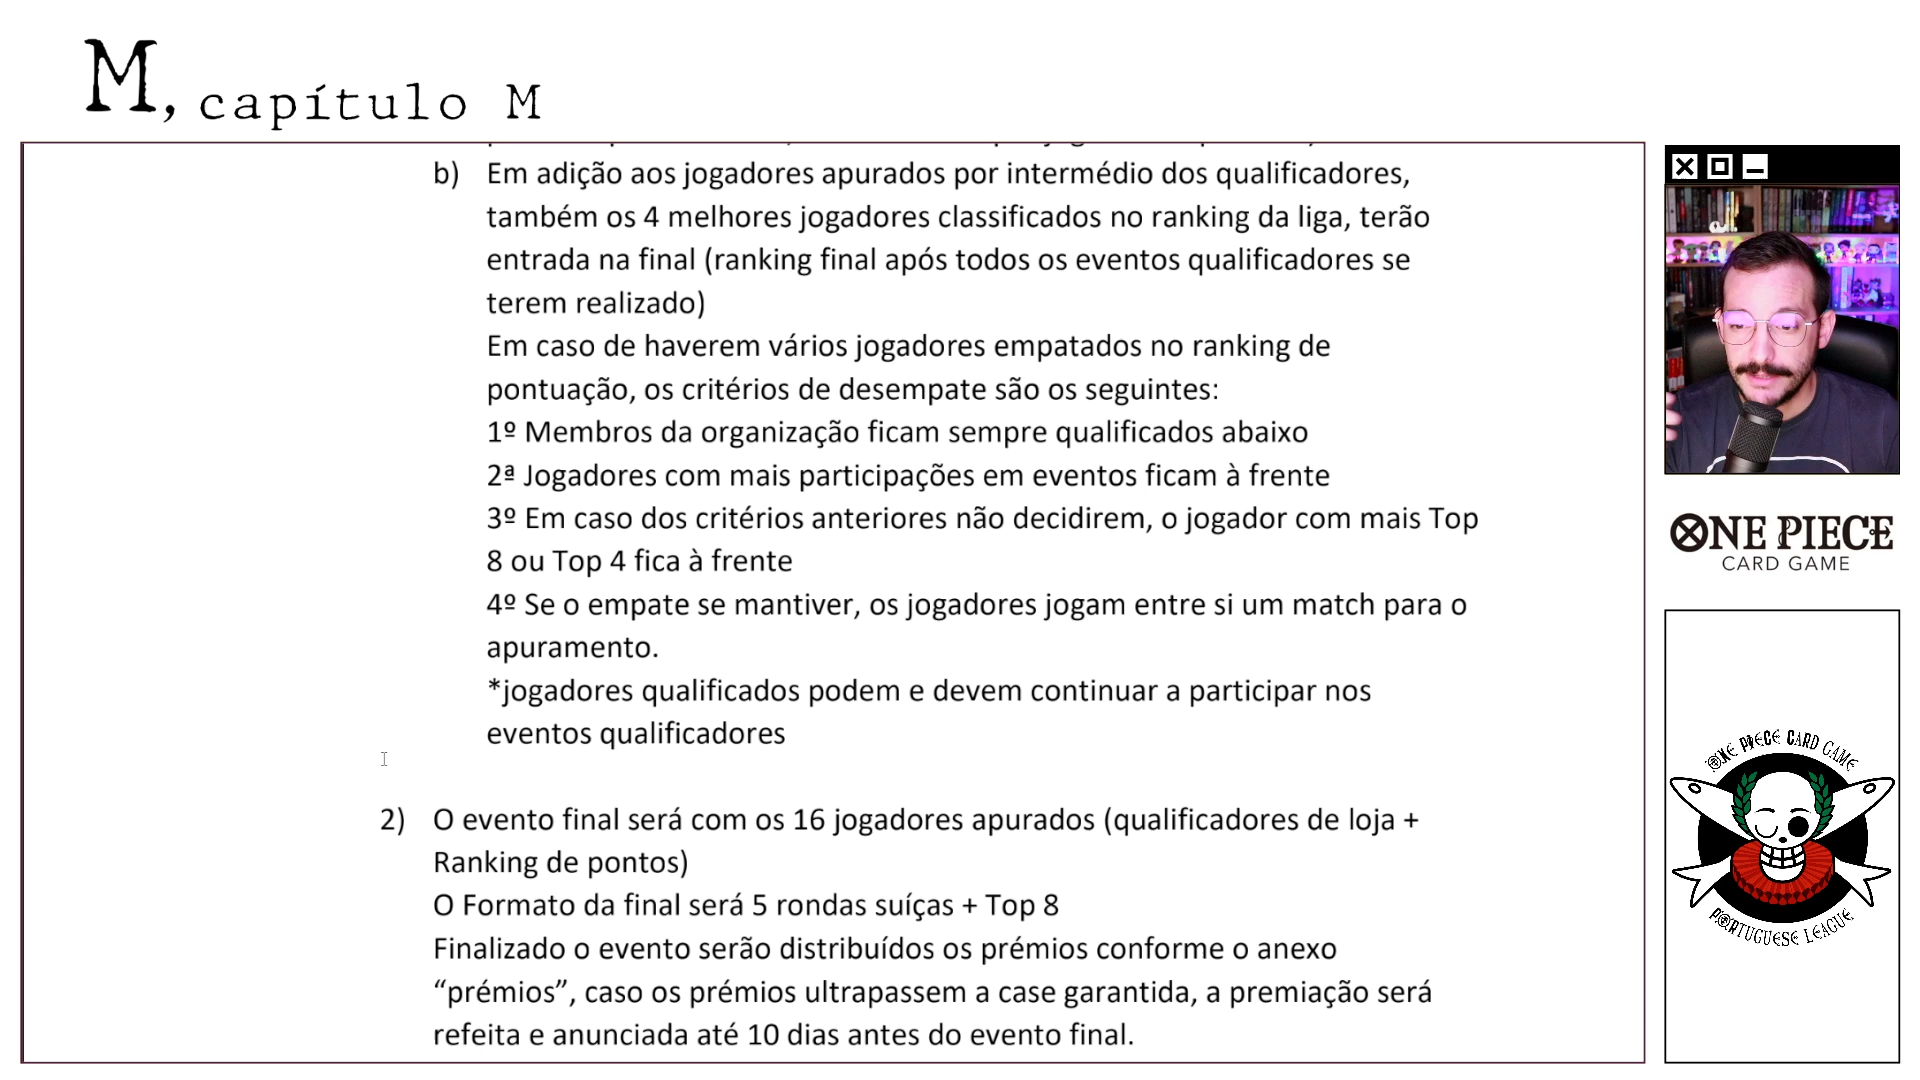 M, capítulo M
b) Em adição aos jogadores apurados por intermédio dos qualificadores,
também os 4 melhores jogadores classificados no ranking da liga, terão
entrada na final (ranking final após todos os eventos qualificadores se
terem realizado)
Em caso de haverem vários jogadores empatados no ranking de
pontuação, os critérios de desempate são os seguintes:
1º Membros da organização ficam sempre qualificados abaixo
2ª Jogadores com mais participações em eventos ficam à frente
3º Em caso dos critérios anteriores não decidirem, o jogador com mais Top
8 ou Top 4 fica à frente
4º Se o empate se mantiver, os jogadores jogam entre si um match para o
apuramento.
*jogadores qualificados podem e devem continuar a participar nos
eventos qualificadores
2) O evento final será com os 16 jogadores apurados (qualificadores de loja +
Ranking de pontos)
O Formato da final será 5 rondas suíças + Top 8
Finalizado o evento serão distribuídos os prémios conforme o anexo
“prémios”, caso os prémios ultrapassem a case garantida, a premiação será
refeita e anunciada até 10 dias antes do evento final.
ONE PIECE
CARD GAME
ONE PIECE CARD GAME
PORTUGUESE LEAGUE